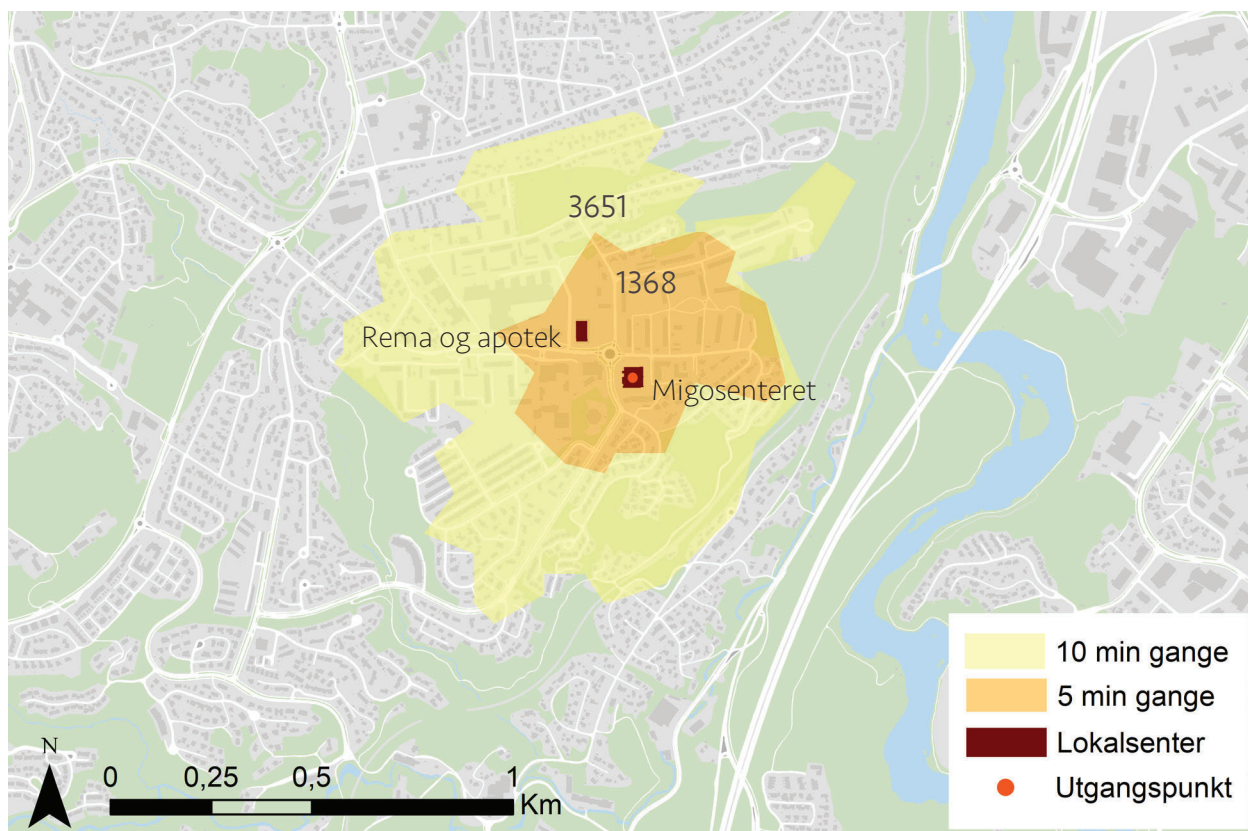 3651
1368
Rema og apotek
Migosenteret
10 min gange
5 min gange
Lokalsenter
Utgangspunkt
N
0 0,25 0,5 1
Km